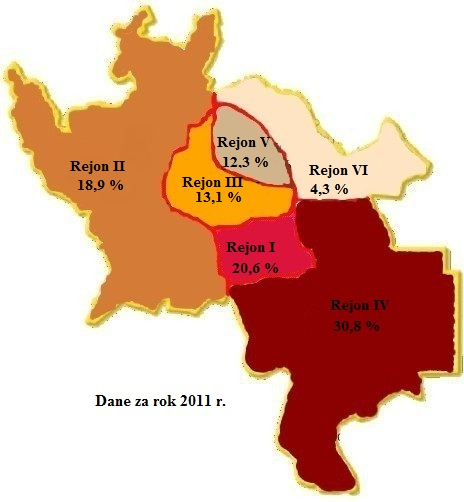 Rejon V
12,3 %
Rejon II
18,9 %
Rejon VI
4,3 %
Rejon III
13,1 %
Rejon I
20,6 %
Rejon IV
30,8 %
Dane za rok 2011 r.